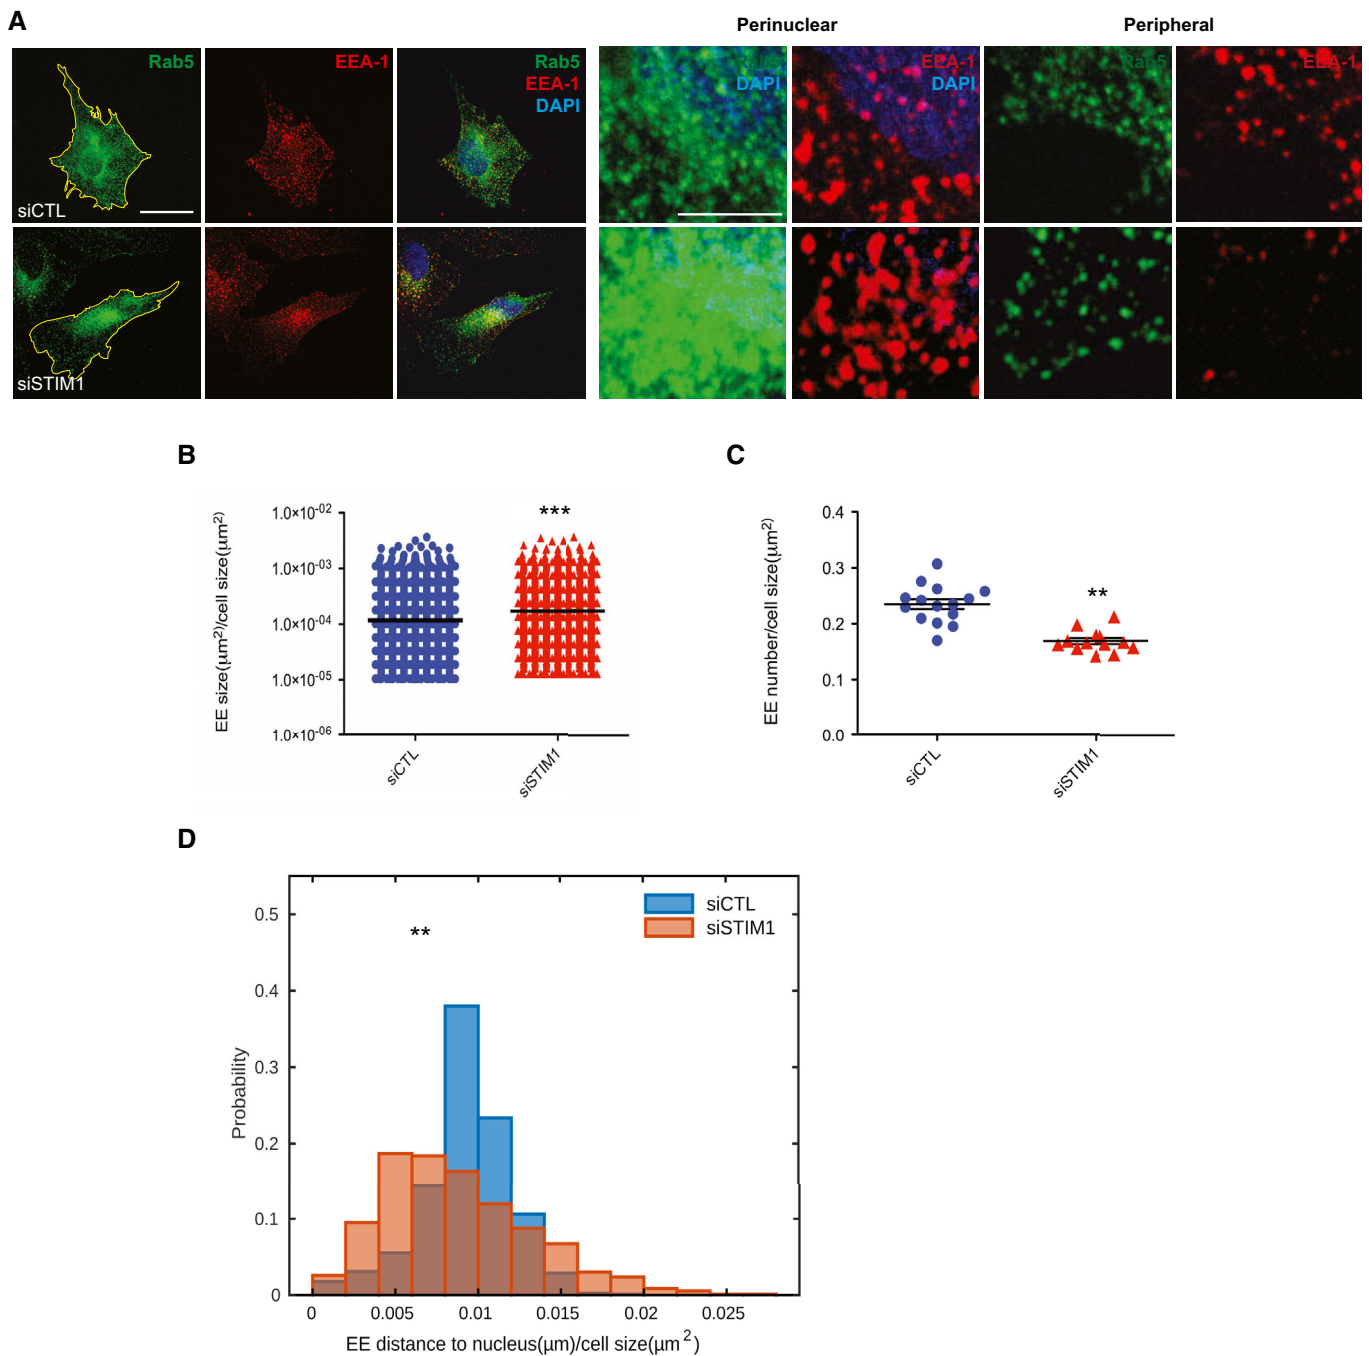 A
Perinuclear
Peripheral
Rab5
EEA-1
Rab5
EEA-1
DAPI
Rab5
DAPI
EEA-1
DAPI
Rab5
EEA-1
siCTL
siSTIM1
B
EE size(µm²)/cell size(µm²)
1.0×10⁻⁰²
1.0×10⁻⁰³
1.0×10⁻⁰⁴
1.0×10⁻⁰⁵
1.0×10⁻⁰⁶
***
siCTL
siSTIM1
C
EE number/cell size(µm²)
0.4
0.3
0.2
0.1
0.0
**
siCTL
siSTIM1
D
Probability
0.5
0.4
0.3
0.2
0.1
0
**
siCTL
siSTIM1
0 0.005 0.01 0.015 0.02 0.025
EE distance to nucleus(µm)/cell size(µm²)